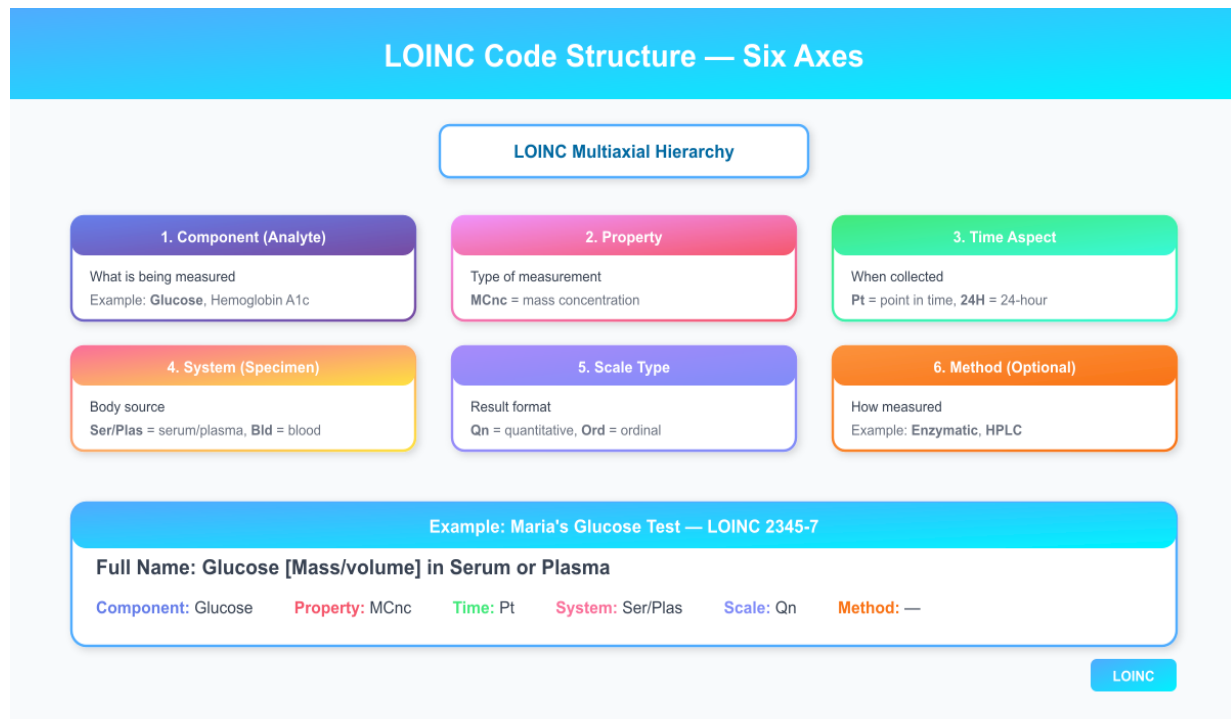 LOINC Code Structure — Six Axes
LOINC Multiaxial Hierarchy
1. Component (Analyte)
What is being measured
Example: Glucose, Hemoglobin A1c
2. Property
Type of measurement
MCnc = mass concentration
3. Time Aspect
When collected
Pt = point in time, 24H = 24-hour
4. System (Specimen)
Body source
Ser/Plas = serum/plasma, Bld = blood
5. Scale Type
Result format
Qn = quantitative, Ord = ordinal
6. Method (Optional)
How measured
Example: Enzymatic, HPLC
Example: Maria's Glucose Test — LOINC 2345-7
Full Name: Glucose [Mass/volume] in Serum or Plasma
Component: Glucose Property: MCnc Time: Pt System: Ser/Plas Scale: Qn Method: —
LOINC